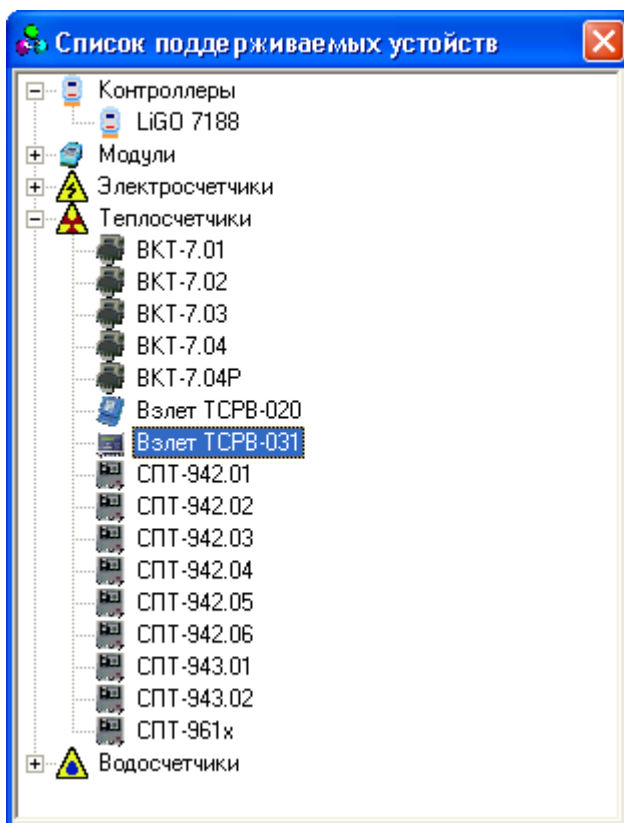 Список поддерживаемых устойств
Контроллеры
LiGO 7188
Модули
Электросчетчики
Теплосчетчики
ВКТ-7.01
ВКТ-7.02
ВКТ-7.03
ВКТ-7.04
ВКТ-7.04Р
Взлет ТСРВ-020
Взлет ТСРВ-031
СПТ-942.01
СПТ-942.02
СПТ-942.03
СПТ-942.04
СПТ-942.05
СПТ-942.06
СПТ-943.01
СПТ-943.02
СПТ-961х
Водосчетчики